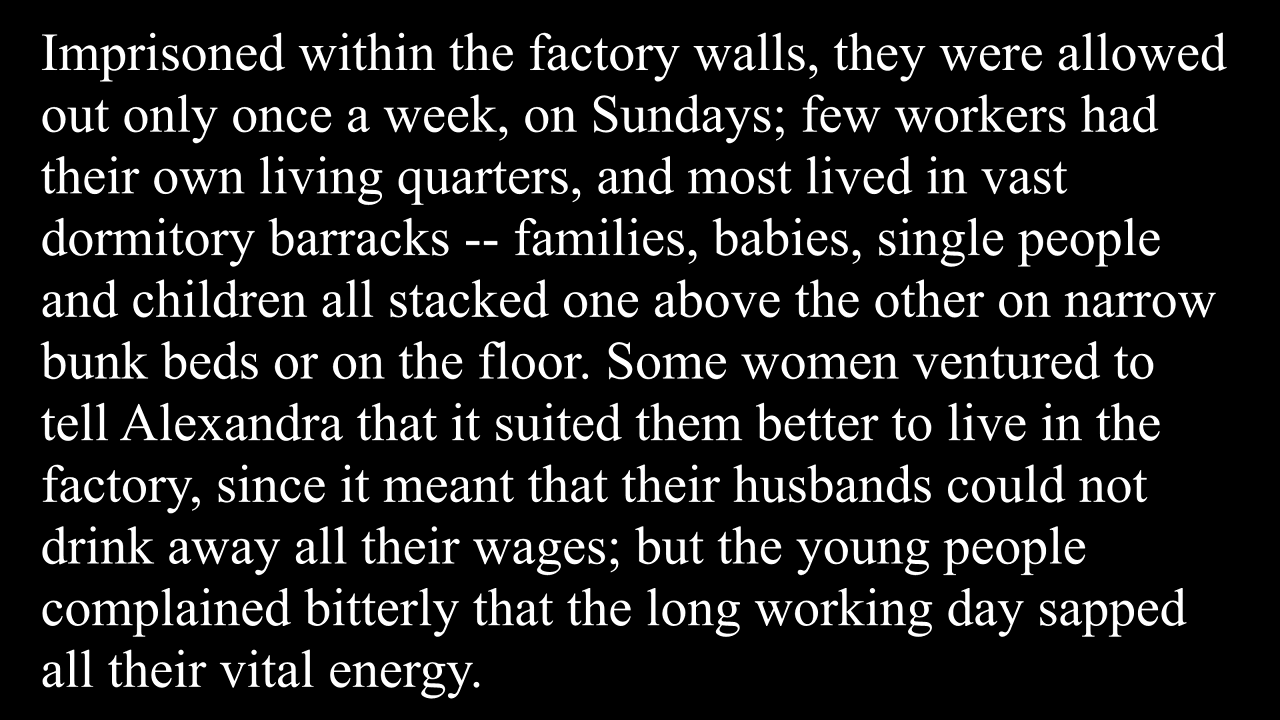 Imprisoned within the factory walls, they were allowed
out only once a week, on Sundays; few workers had
their own living quarters, and most lived in vast
dormitory barracks -- families, babies, single people
and children all stacked one above the other on narrow
bunk beds or on the floor. Some women ventured to
tell Alexandra that it suited them better to live in the
factory, since it meant that their husbands could not
drink away all their wages; but the young people
complained bitterly that the long working day sapped
all their vital energy.